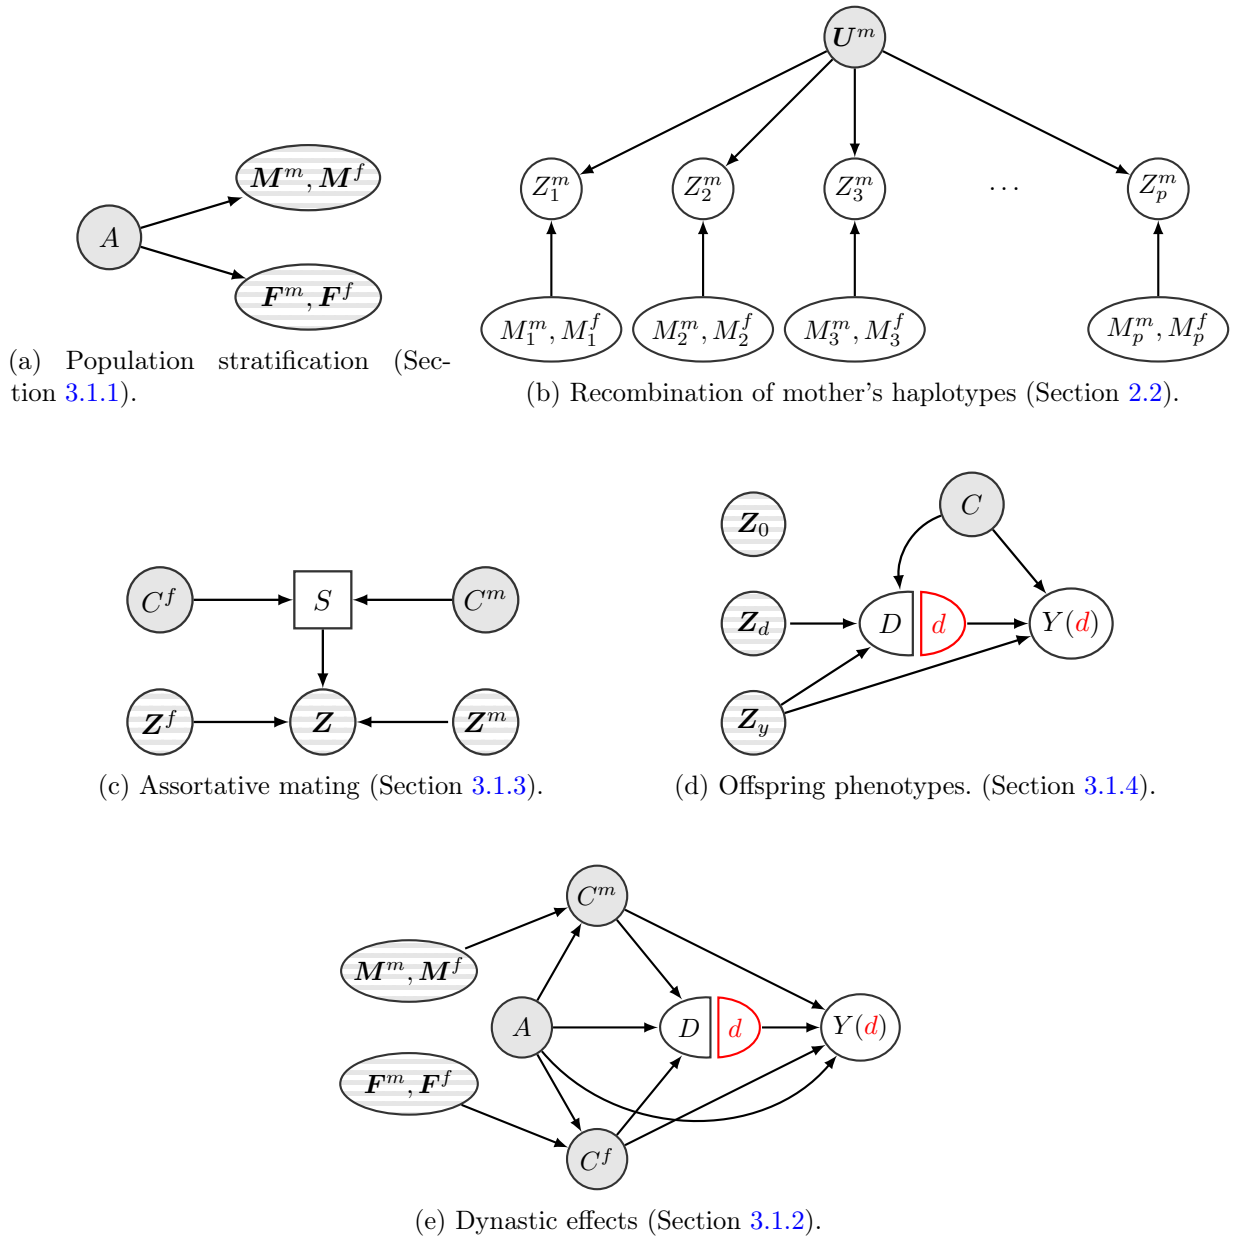 A
M^m, M^f
F^m, F^f
(a) Population stratification (Sec-
tion 3.1.1).
U^m
Z_1^m Z_2^m Z_3^m ... Z_p^m
M_1^m, M_1^f M_2^m, M_2^f M_3^m, M_3^f M_p^m, M_p^f
(b) Recombination of mother's haplotypes (Section 2.2).
C^f S C^m
Z^f Z Z^m
(c) Assortative mating (Section 3.1.3).
Z_0 C
Z_d D d Y(d)
Z_y
(d) Offspring phenotypes. (Section 3.1.4).
C^m
M^m, M^f
A D d Y(d)
F^m, F^f
C^f
(e) Dynastic effects (Section 3.1.2).